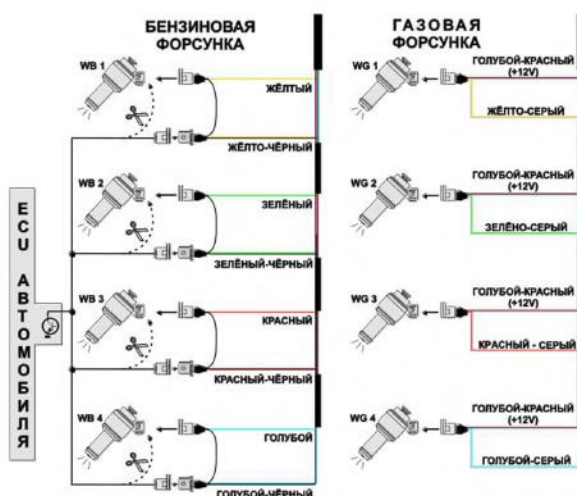 БЕНЗИНОВАЯ
ФОРСУНКА
ГАЗОВАЯ
ФОРСУНКА
WB 1
ЖЁЛТЫЙ
ЖЁЛТО-ЧЁРНЫЙ
WB 2
ЗЕЛЁНЫЙ
ЗЕЛЁНЫЙ-ЧЁРНЫЙ
WB 3
КРАСНЫЙ
КРАСНЫЙ-ЧЁРНЫЙ
WB 4
ГОЛУБОЙ
ГОЛУБОЙ-ЧЁРНЫЙ
ECU АВТОМОБИЛЯ
WG 1
ГОЛУБОЙ-КРАСНЫЙ
(+12V)
ЖЁЛТО-СЕРЫЙ
WG 2
ГОЛУБОЙ-КРАСНЫЙ
(+12V)
ЗЕЛЁНО-СЕРЫЙ
WG 3
ГОЛУБОЙ-КРАСНЫЙ
(+12V)
КРАСНЫЙ - СЕРЫЙ
WG 4
ГОЛУБОЙ-КРАСНЫЙ
(+12V)
ГОЛУБОЙ-СЕРЫЙ